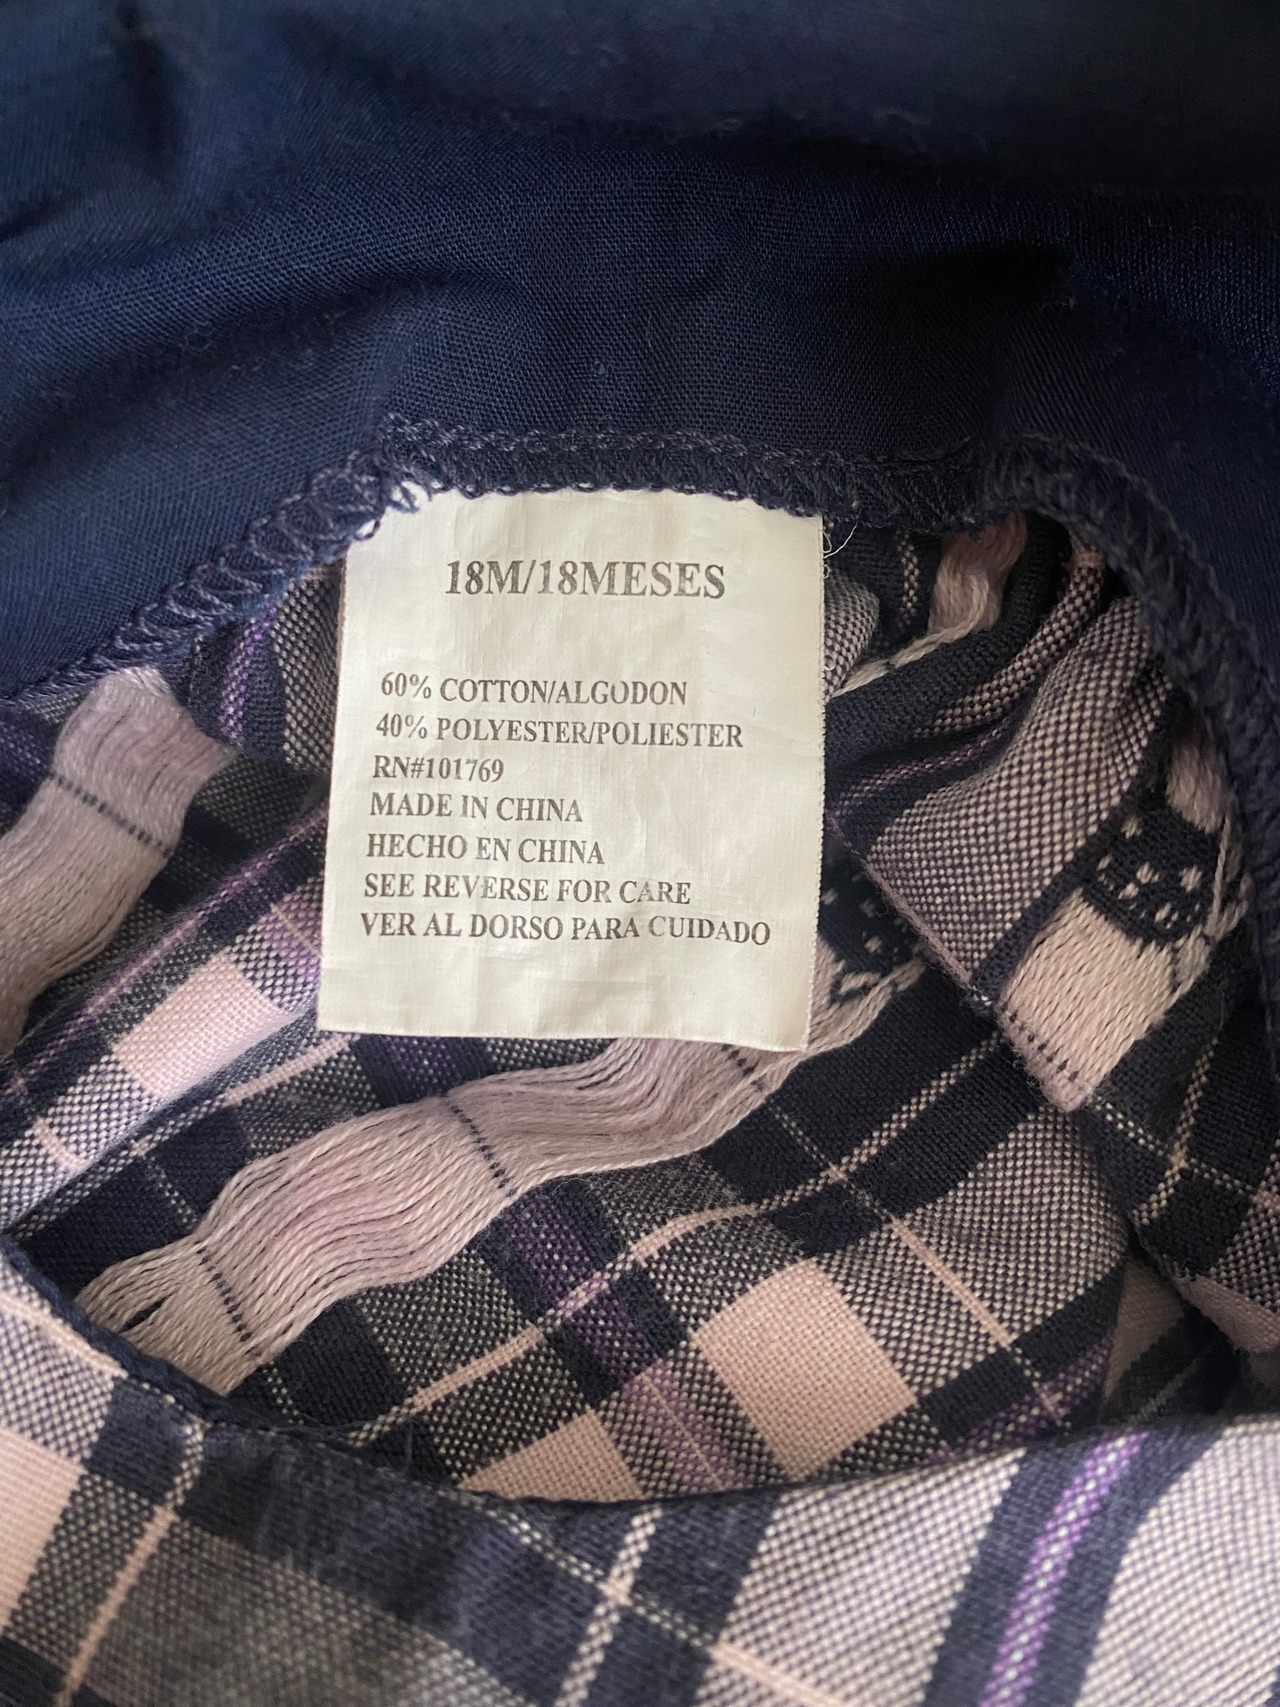 18M/18MESES
60% COTTON/ALGODON
40% POLYESTER/POLIESTER
RN#101769
MADE IN CHINA
HECHO EN CHINA
SEE REVERSE FOR CARE
VER AL DORSO PARA CUIDADO